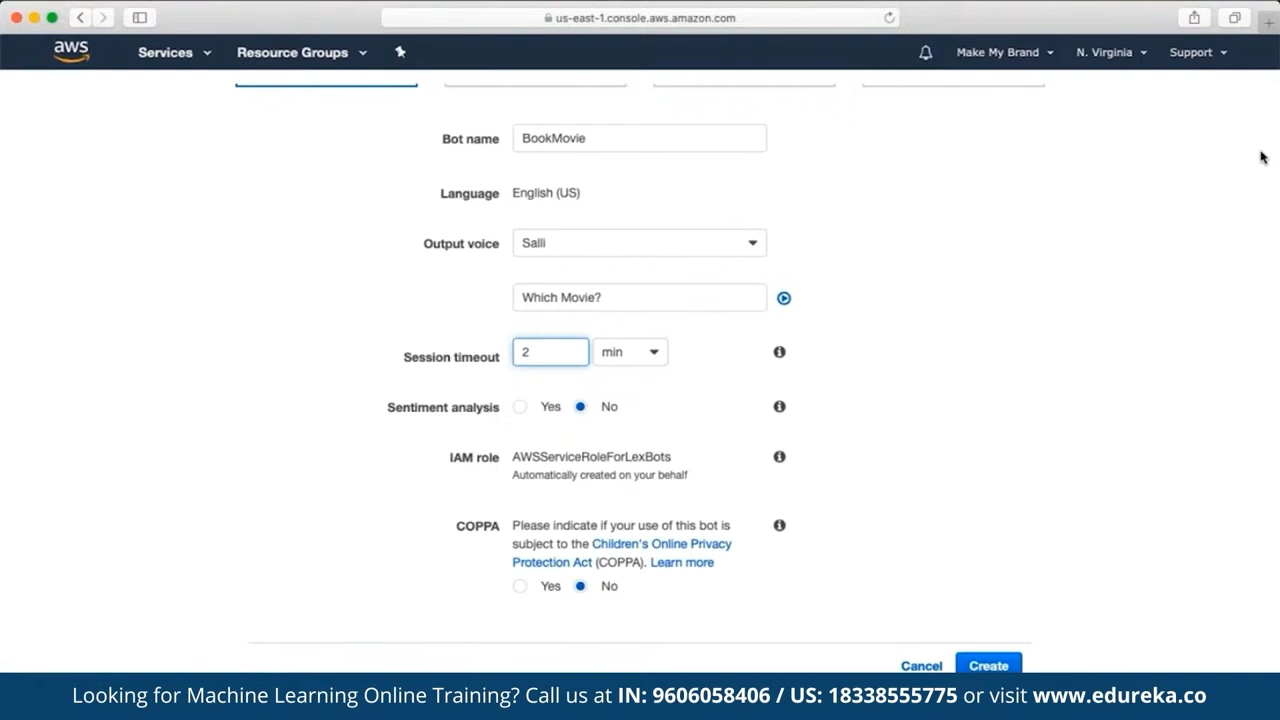 us-east-1.console.aws.amazon.com
aws Services Resource Groups Make My Brand N. Virginia Support
Bot name BookMovie
Language English (US)
Output voice Salli
Which Movie?
Session timeout 2 min
Sentiment analysis Yes No
IAM role AWSServiceRoleForLexBots
Automatically created on your behalf
COPPA Please indicate if your use of this bot is
subject to the Children's Online Privacy
Protection Act (COPPA). Learn more
Yes No
Cancel Create
Looking for Machine Learning Online Training? Call us at IN: 9606058406 / US: 18338555775 or visit www.edureka.co